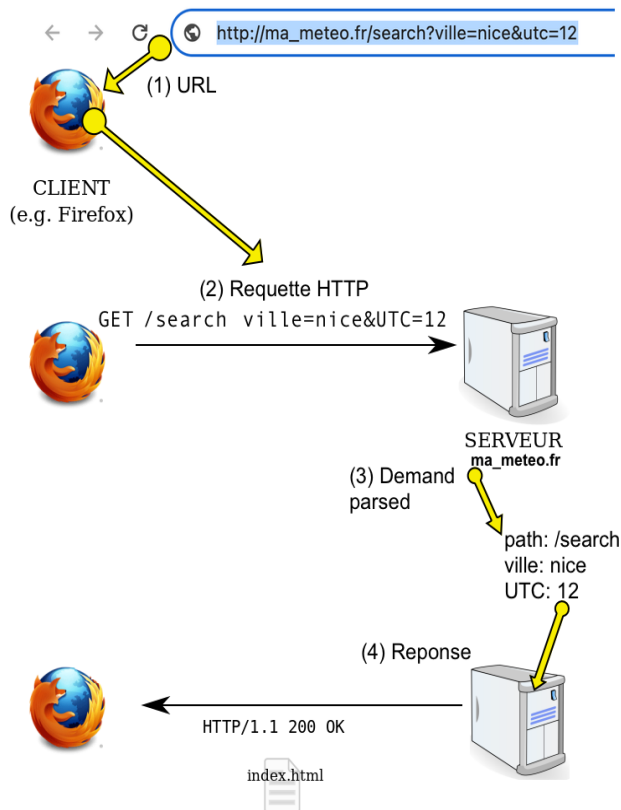 http://ma_meteo.fr/search?ville=nice&utc=12
(1) URL
CLIENT
(e.g. Firefox)
(2) Requette HTTP
GET /search ville=nice&UTC=12
SERVEUR
ma_meteo.fr
(3) Demand
parsed
path: /search
ville: nice
UTC: 12
(4) Reponse
HTTP/1.1 200 OK
index.html